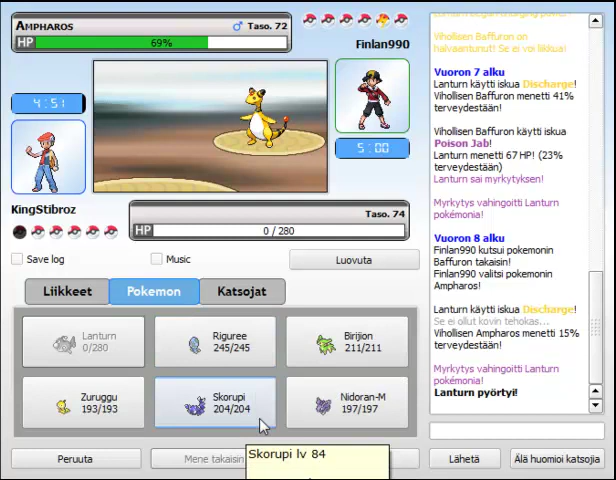 AMPHAROS ♂ Taso. 72
HP 69%
Finlan990
4:51
5:00
KingStibroz
Taso. 74
HP 0 / 280
Save log
Music
Luovuta
Liikkeet
Pokemon
Katsojat
Lanturn
0/280
Riguree
245/245
Birijion
211/211
Zuruggu
193/193
Skorupi
204/204
Nidoran-M
197/197
Skorupi lv 84
Peruuta
Mene takaisin
Vihollisen Baffuron on
halvaantunut! Se ei voi liikkua!
Vuoron 7 alku
Lanturn käytti iskua Discharge!
Vihollisen Baffuron menetti 41%
terveydestään!
Vihollisen Baffuron käytti iskua
Poison Jab!
Lanturn menetti 67 HP! (23%
terveydestään)
Lanturn sai myrkytyksen!
Myrkytys vahingoitti Lanturn
pokémonia!
Vuoron 8 alku
Finlan990 kutsui pokemonin
Baffuron takaisin!
Finlan990 valitsi pokemonin
Ampharos!
Lanturn käytti iskua Discharge!
Se ei ollut kovin tehokas...
Vihollisen Ampharos menetti 15%
terveydestään!
Myrkytys vahingoitti Lanturn
pokémonia!
Lanturn pyörtyi!
Lähetä
Älä huomioi katsojia